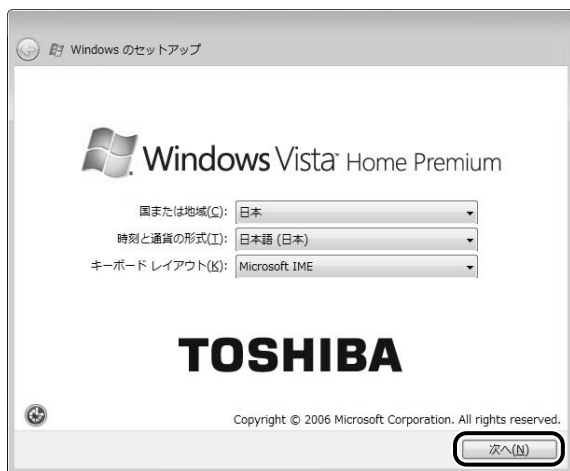 Windows のセットアップ
Windows Vista™ Home Premium
国または地域(C): 日本
時刻と通貨の形式(T): 日本語 (日本)
キーボード レイアウト(K): Microsoft IME
TOSHIBA
Copyright © 2006 Microsoft Corporation. All rights reserved.
次へ(N)